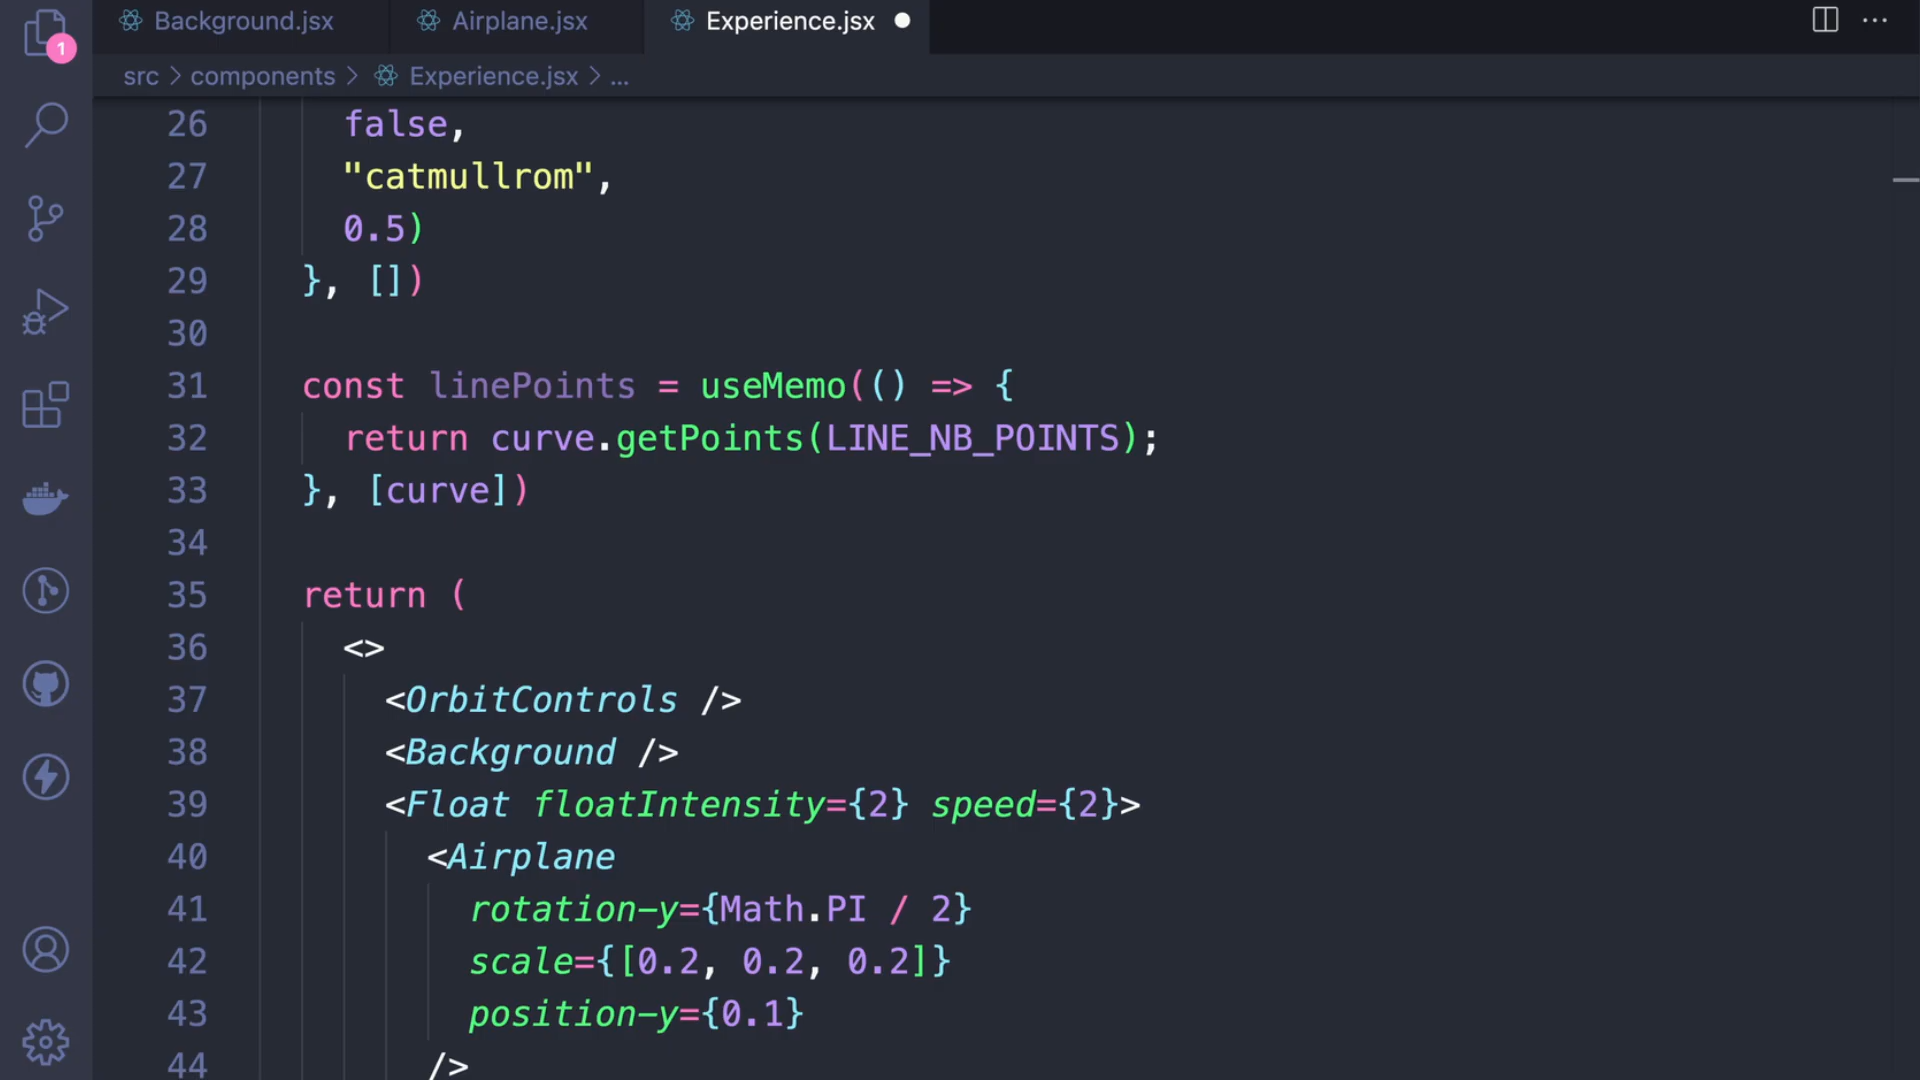 Background.jsx Airplane.jsx Experience.jsx
1
src > components > Experience.jsx > ...
26 false,
27 "catmullrom",
28 0.5)
29 }, [])
30
31 const linePoints = useMemo(() => {
32 return curve.getPoints(LINE_NB_POINTS);
33 }, [curve])
34
35 return (
36 <>
37 <OrbitControls />
38 <Background />
39 <Float floatIntensity={2} speed={2}>
40 <Airplane
41 rotation-y={Math.PI / 2}
42 scale={[0.2, 0.2, 0.2]}
43 position-y={0.1}
44 />